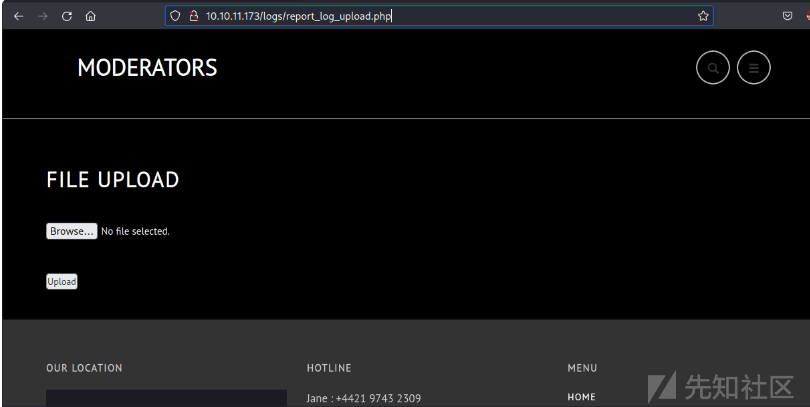 10.10.11.173/logs/report_log_upload.php
MODERATORS
FILE UPLOAD
Browse... No file selected.
Upload
OUR LOCATION
HOTLINE
MENU
Jane : +4421 9743 2309
HOME
先知社区